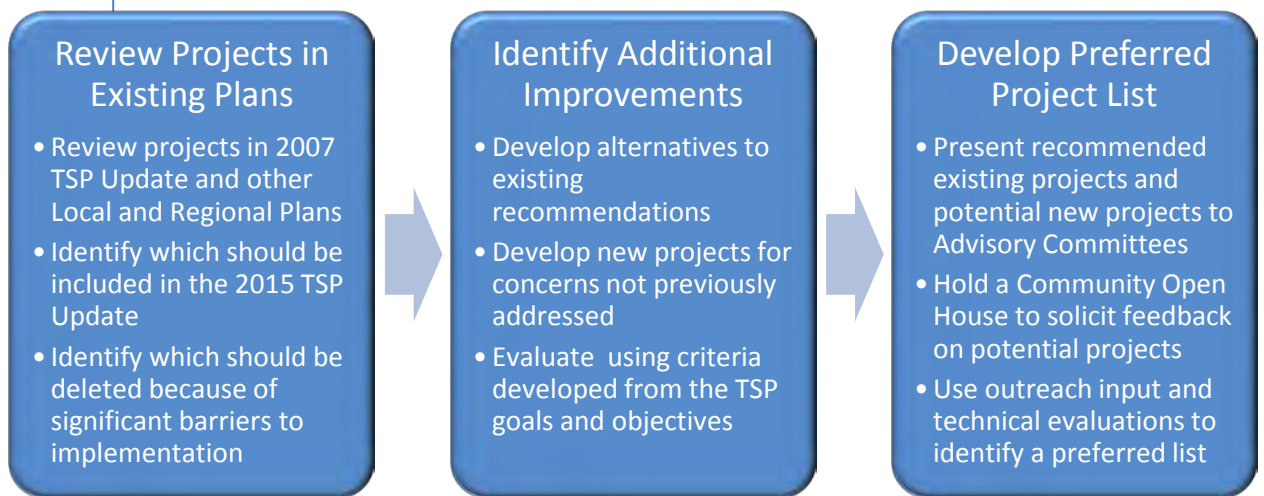 Review Projects in
Existing Plans
• Review projects in 2007
TSP Update and other
Local and Regional Plans
• Identify which should be
included in the 2015 TSP
Update
• Identify which should be
deleted because of
significant barriers to
implementation
Identify Additional
Improvements
• Develop alternatives to
existing
recommendations
• Develop new projects for
concerns not previously
addressed
• Evaluate  using criteria
developed from the TSP
goals and objectives
Develop Preferred
Project List
• Present recommended
existing projects and
potential new projects to
Advisory Committees
• Hold a Community Open
House to solicit feedback
on potential projects
• Use outreach input and
technical evaluations to
identify a preferred list